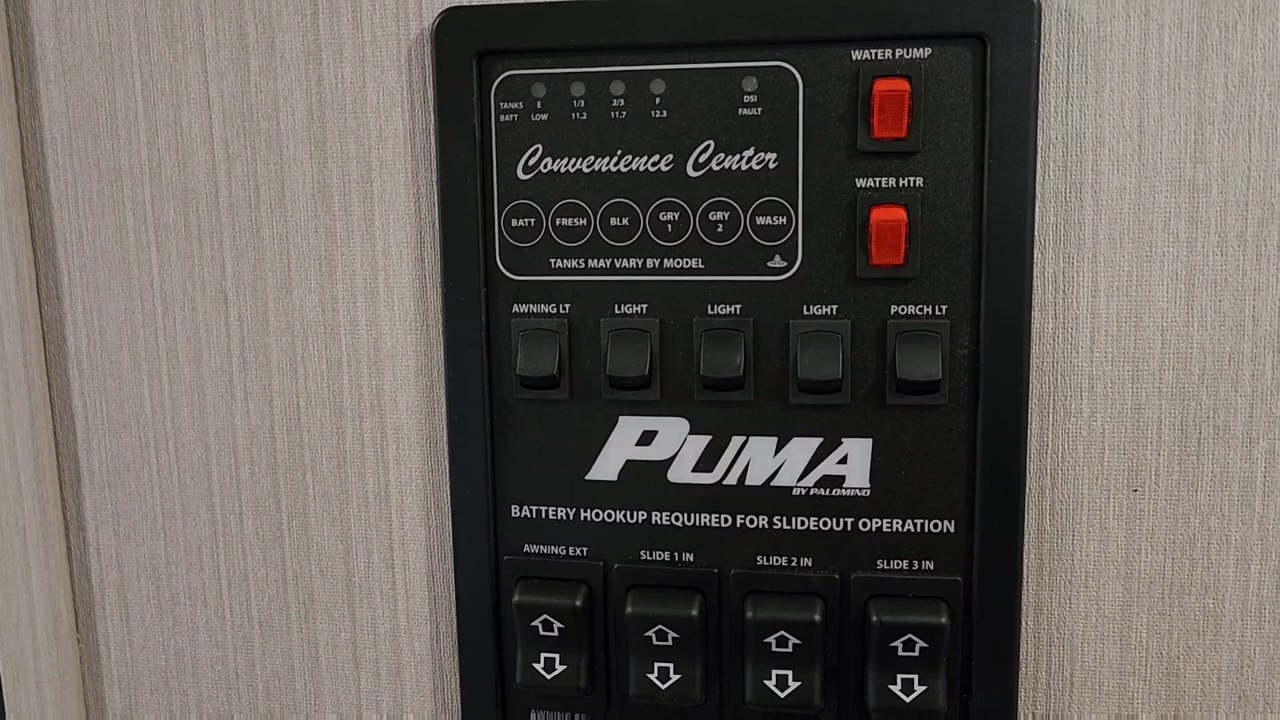 WATER PUMP
TANKS E 1/3 2/3 F DSI
BATT LOW 11.2 11.7 12.3 FAULT
Convenience Center
WATER HTR
BATT FRESH BLK GRY 1 GRY 2 WASH
TANKS MAY VARY BY MODEL
AWNING LT LIGHT LIGHT LIGHT PORCH LT
PUMA
BY PALOMINO
BATTERY HOOKUP REQUIRED FOR SLIDEOUT OPERATION
AWNING EXT SLIDE 1 IN SLIDE 2 IN SLIDE 3 IN
AWNING